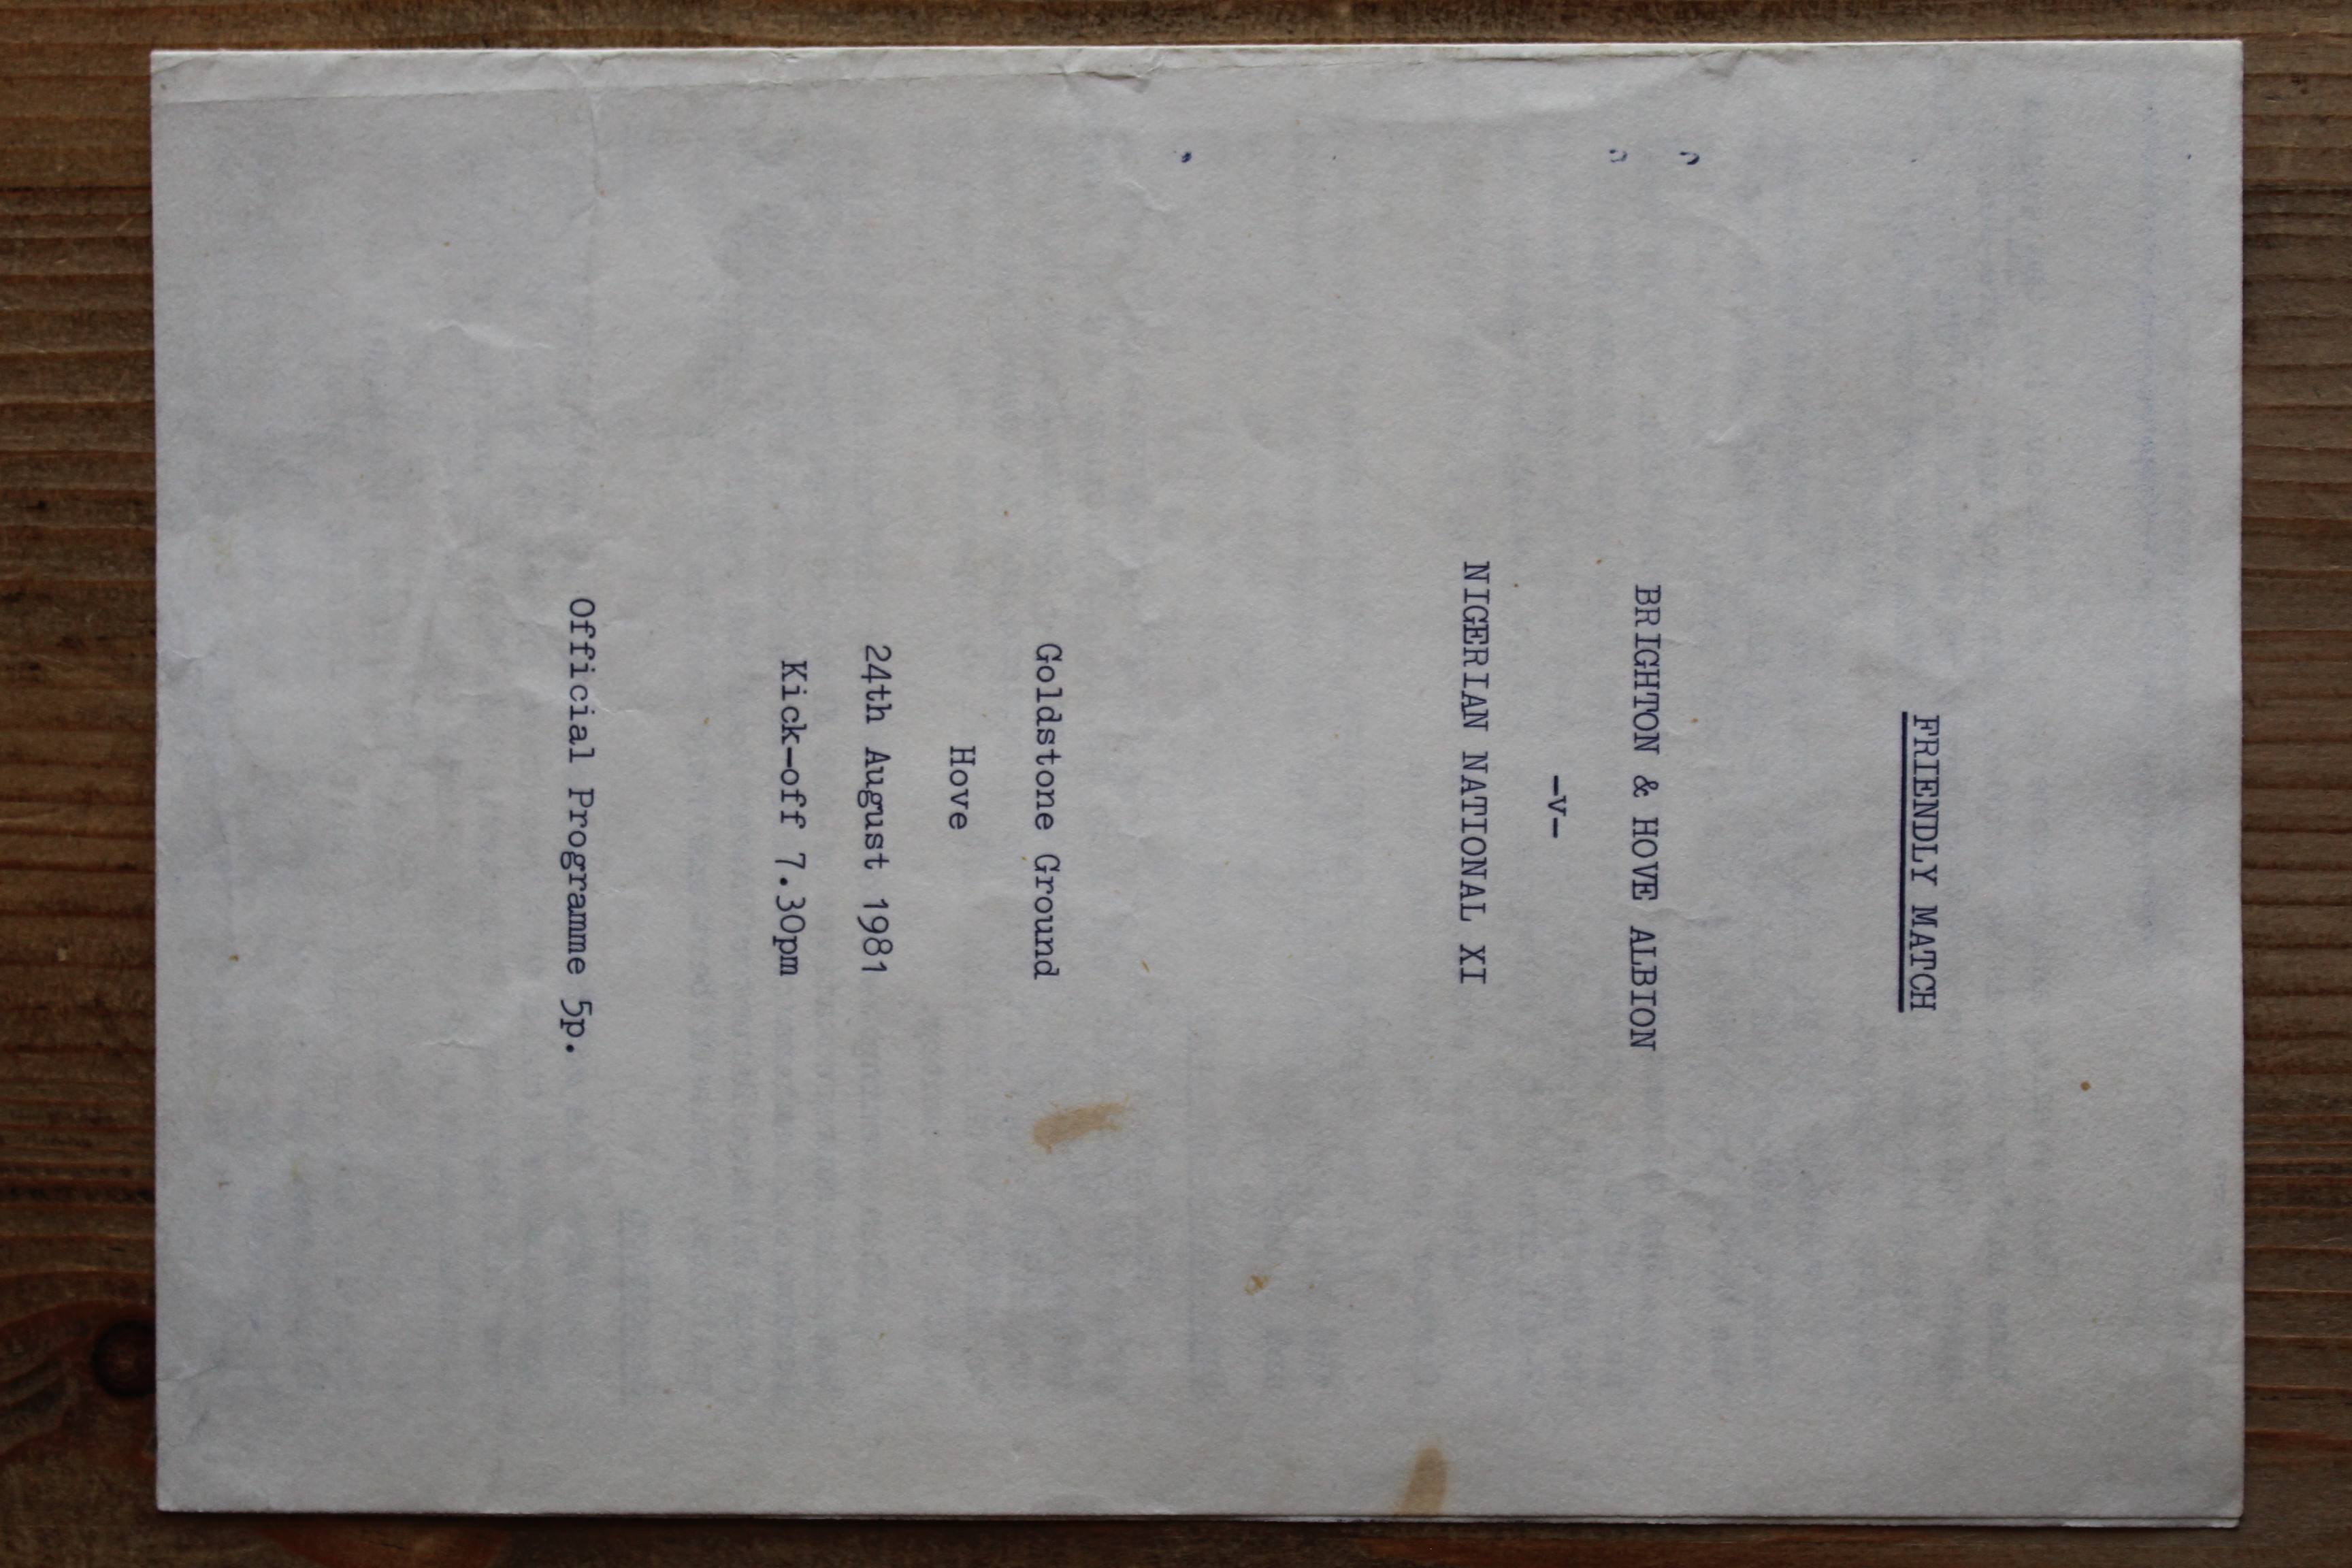 FRIENDLY MATCH
BRIGHTON & HOVE ALBION
-v-
NIGERIAN NATIONAL XI
Goldstone Ground
Hove
24th August 1981
Kick-off 7.30pm
Official Programme 5p.